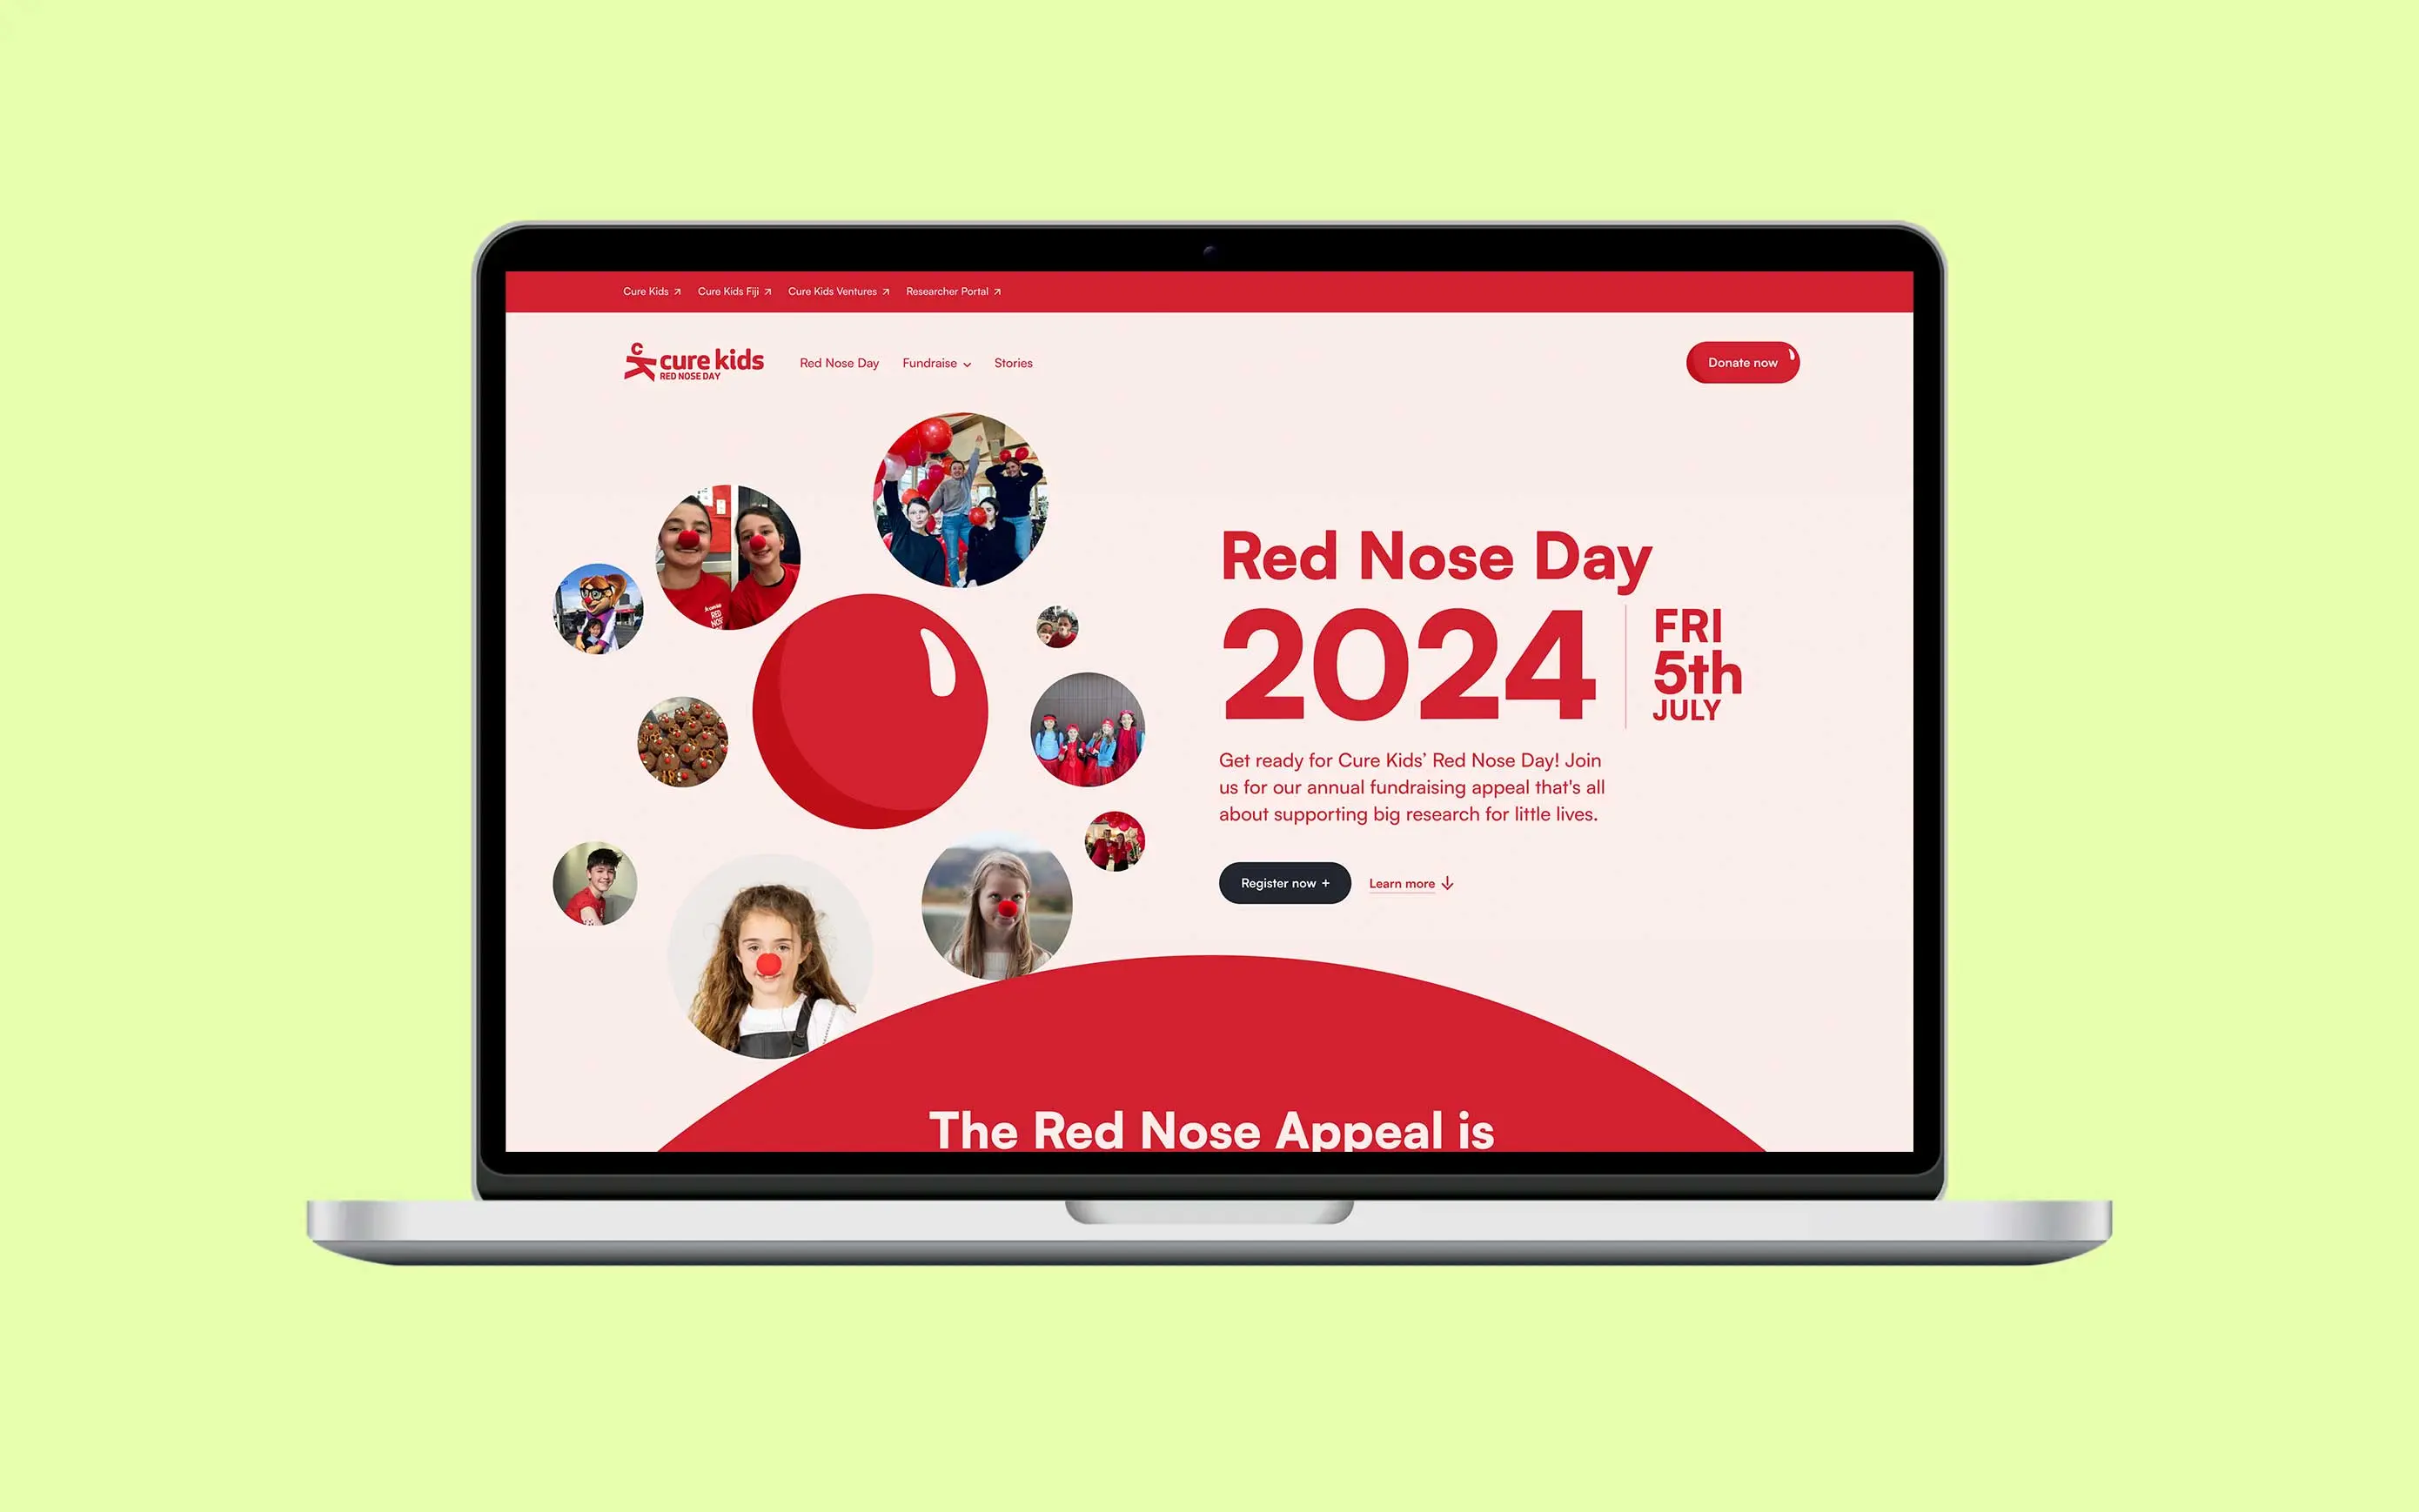 Cure Kids ↗ Cure Kids Fiji ↗ Cure Kids Ventures ↗ Researcher Portal ↗
cure kids
RED NOSE DAY
Red Nose Day Fundraise Stories
Donate now
Red Nose Day
2024
FRI
5th
JULY
Get ready for Cure Kids’ Red Nose Day! Join
us for our annual fundraising appeal that's all
about supporting big research for little lives.
Register now +
Learn more ↓
The Red Nose Appeal is